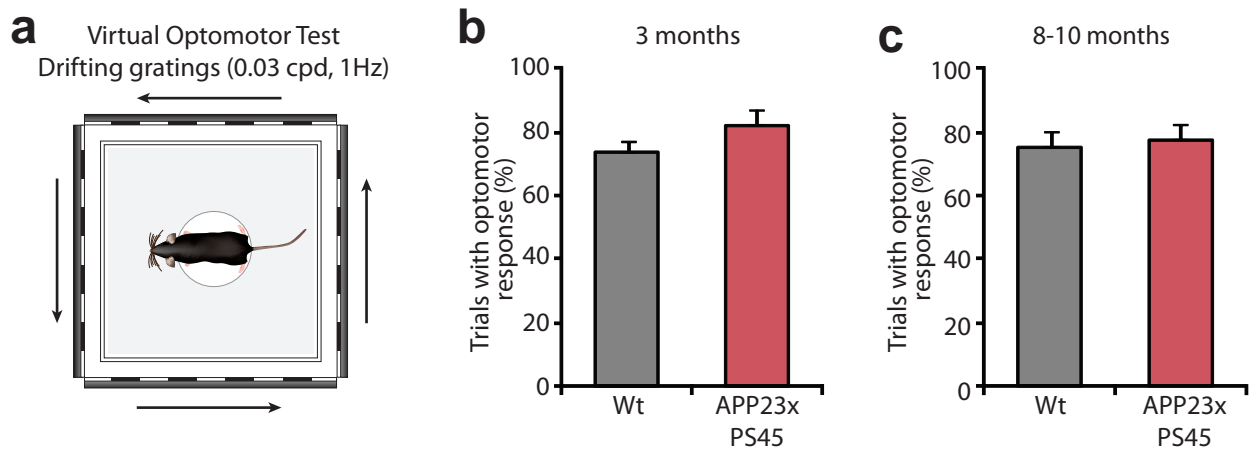 a
Virtual Optomotor Test
Drifting gratings (0.03 cpd, 1Hz)
b
3 months
Trials with optomotor
response (%)
100
80
60
40
20
0
Wt
APP23x
PS45
c
8-10 months
Trials with optomotor
response (%)
100
80
60
40
20
0
Wt
APP23x
PS45